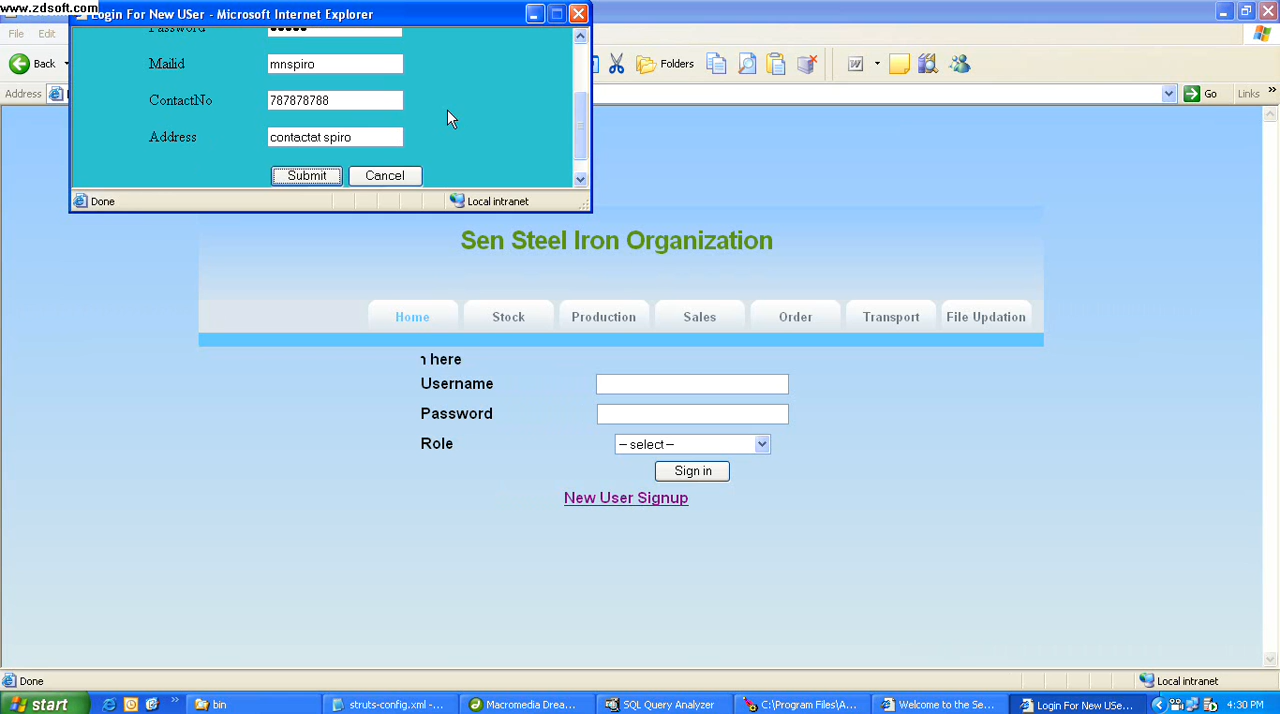 www.zdsoft.com
Login For New USer - Microsoft Internet Explorer
File Edit
Back
Folders
Address
Go
Links
Password
Mailid mnspiro
ContactNo 787878788
Address contactat spiro
Submit Cancel
Done
Local intranet
Sen Steel Iron Organization
Home Stock Production Sales Order Transport File Updation
n here
Username
Password
Role -- select --
Sign in
New User Signup
Done
Local intranet
start
bin
struts-config.xml - ...
Macromedia Drea...
SQL Query Analyzer
C:\Program Files\A...
Welcome to the Se...
Login For New USe...
4:30 PM